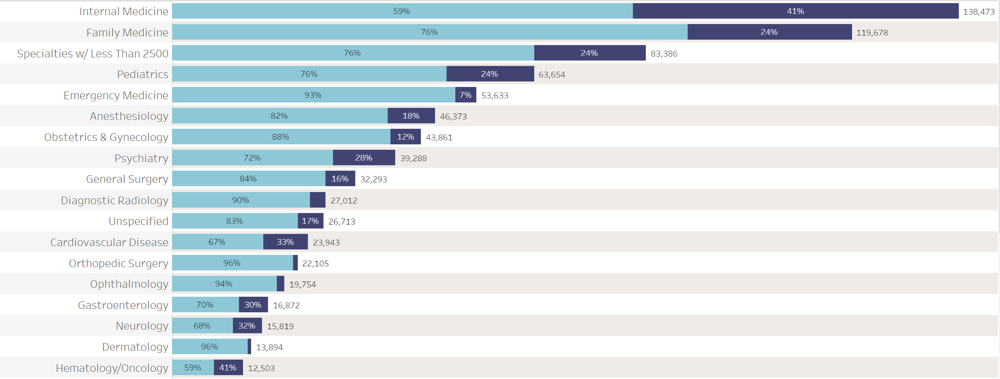 Internal Medicine 59% 41% 138,473
Family Medicine 76% 24% 119,678
Specialties w/ Less Than 2500 76% 24% 83,386
Pediatrics 76% 24% 63,654
Emergency Medicine 93% 7% 53,633
Anesthesiology 82% 18% 46,373
Obstetrics & Gynecology 88% 12% 43,861
Psychiatry 72% 28% 39,288
General Surgery 84% 16% 32,293
Diagnostic Radiology 90% 27,012
Unspecified 83% 17% 26,713
Cardiovascular Disease 67% 33% 23,943
Orthopedic Surgery 96% 22,105
Ophthalmology 94% 19,754
Gastroenterology 70% 30% 16,872
Neurology 68% 32% 15,819
Dermatology 96% 13,894
Hematology/Oncology 59% 41% 12,503